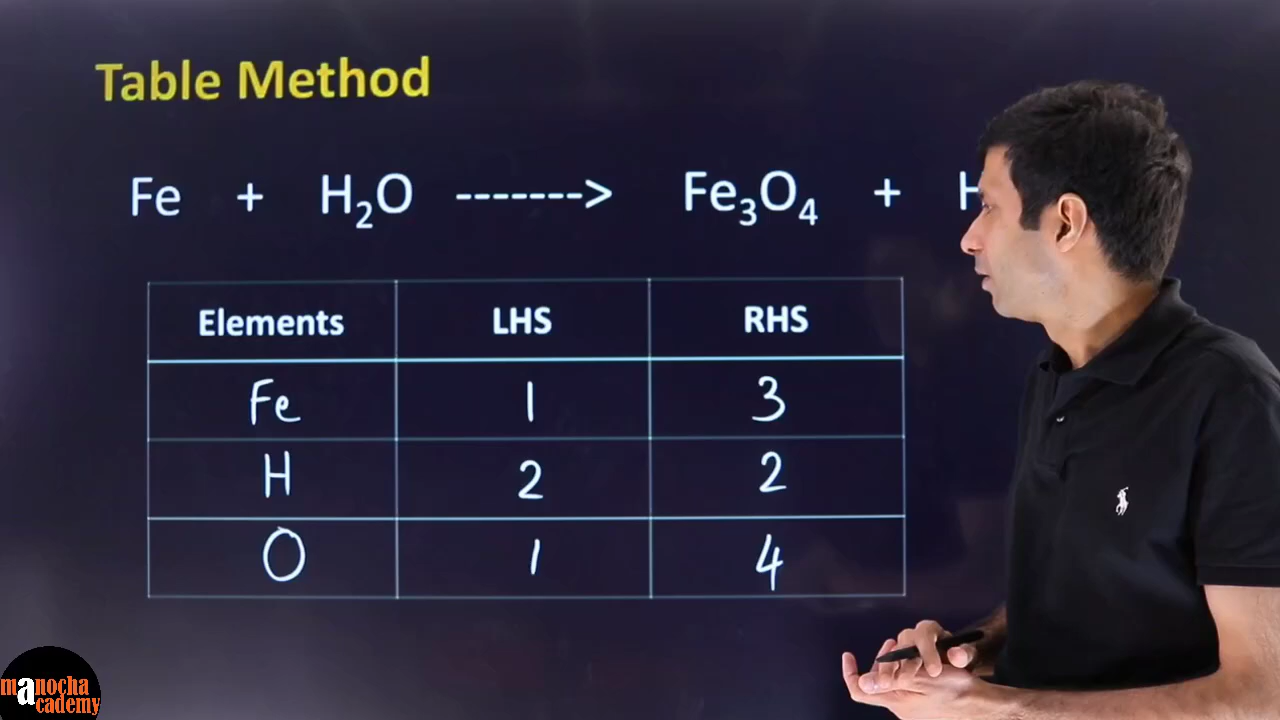 Table Method
Fe + H₂O -------> Fe₃O₄ + H
Elements LHS RHS
Fe 1 3
H 2 2
O 1 4
manocha
academy